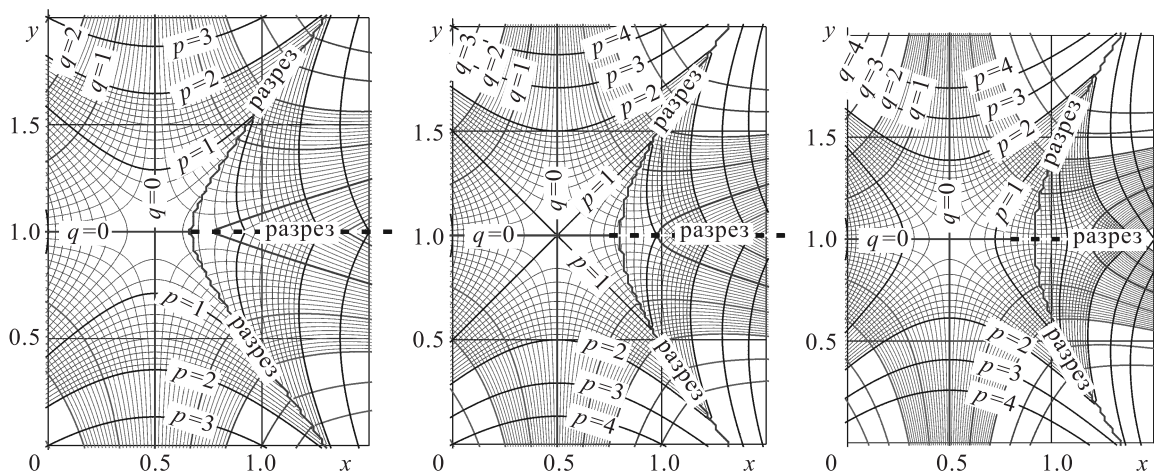 y
q=2
q=1
p=3
p=2
разрез
1.5
p=1
q=0
1.0
q=0
разрез
p=1
разрез
0.5
p=2
p=3
0
0.5
1.0
x
y
q=3
q=2
q=1
p=4
p=3
p=2
разрез
1.5
q=0
p=1
1.0
q=0
разрез
p=1
0.5
p=2
разрез
p=3
p=4
0
0.5
1.0
x
y
q=4
q=3
q=2
q=1
p=4
p=3
p=2
разрез
1.5
q=0
p=1
1.0
q=0
разрез
0.5
p=2
разрез
p=3
p=4
0
0.5
1.0
x